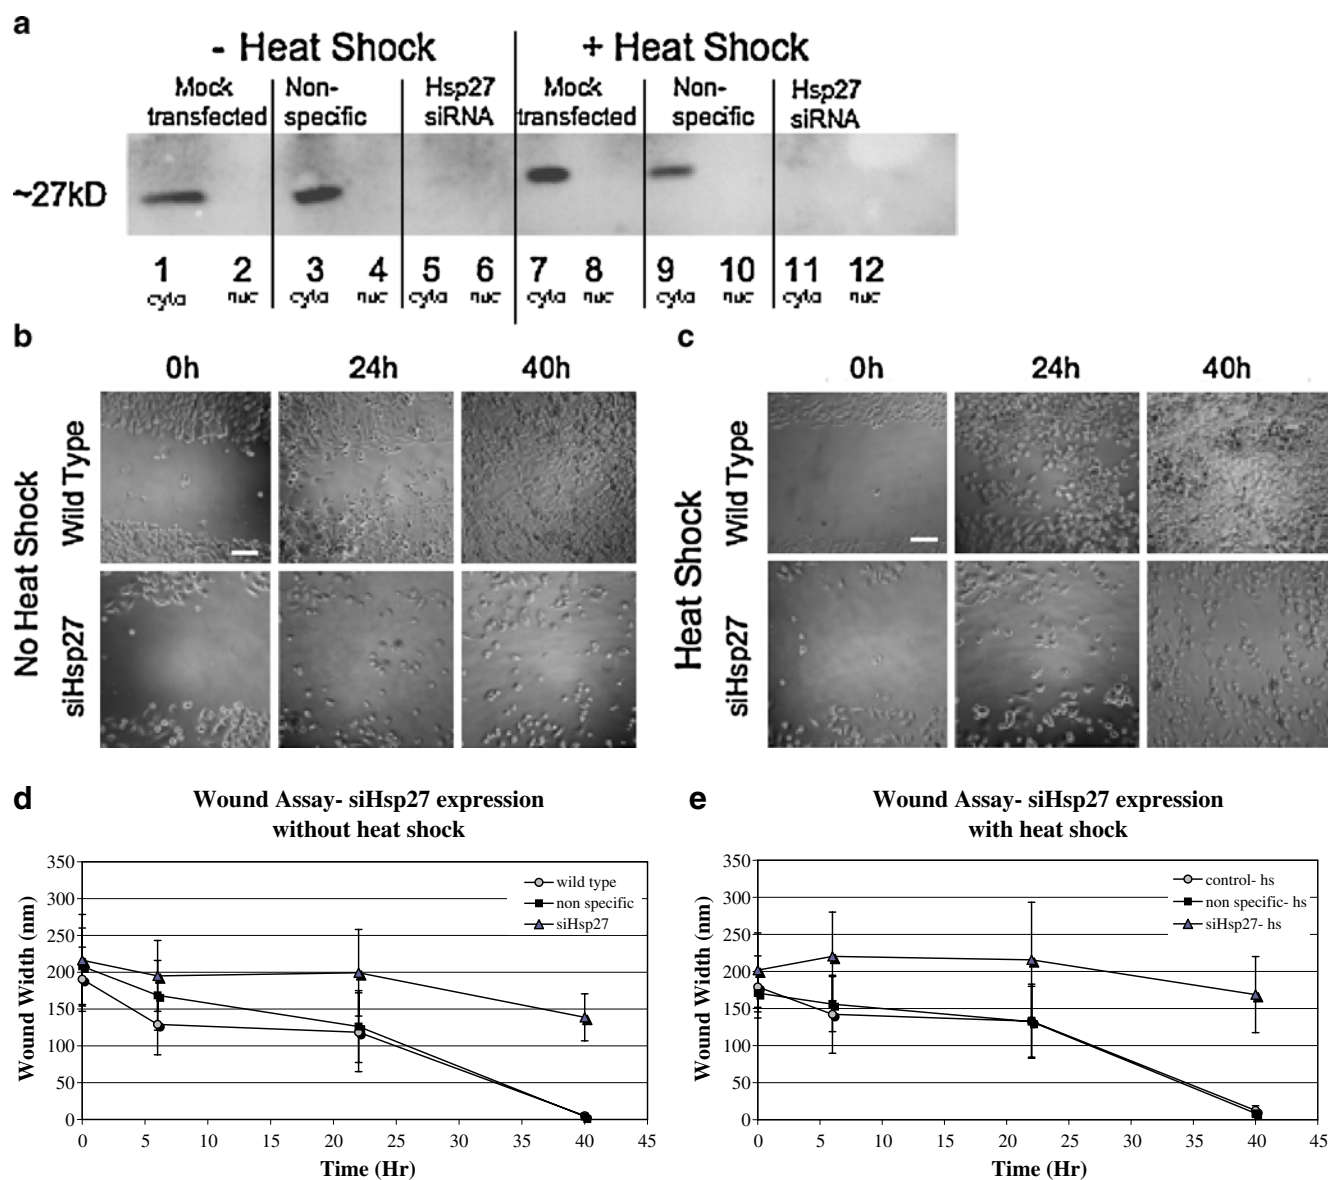 a
- Heat Shock
+ Heat Shock
Mock transfected
Non-specific
Hsp27 siRNA
Mock transfected
Non-specific
Hsp27 siRNA
~27kD
1 2 3 4 5 6 7 8 9 10 11 12
cyto nuc cyto nuc cyto nuc cyto nuc cyto nuc cyto nuc
b
0h 24h 40h
No Heat Shock
Wild Type
siHsp27
c
0h 24h 40h
Heat Shock
Wild Type
siHsp27
d
Wound Assay- siHsp27 expression
without heat shock
wild type
non specific
siHsp27
Wound Width (nm)
350
300
250
200
150
100
50
0
0 5 10 15 20 25 30 35 40 45
Time (Hr)
e
Wound Assay- siHsp27 expression
with heat shock
control- hs
non specific- hs
siHsp27- hs
Wound Width (nm)
350
300
250
200
150
100
50
0
0 5 10 15 20 25 30 35 40 45
Time (Hr)